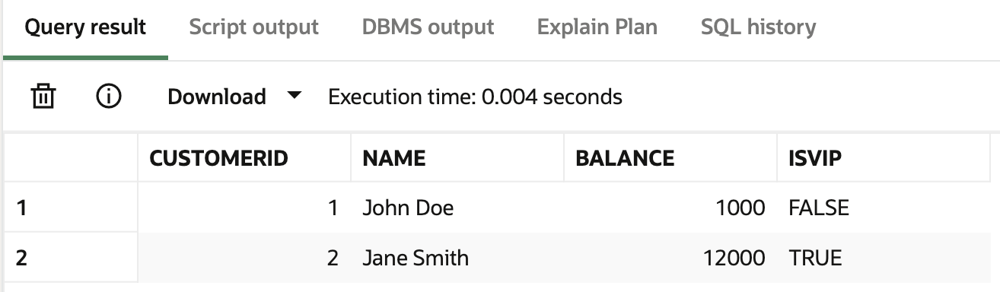 Query result Script output DBMS output Explain Plan SQL history
Download Execution time: 0.004 seconds
CUSTOMERID NAME BALANCE ISVIP
1 1 John Doe 1000 FALSE
2 2 Jane Smith 12000 TRUE